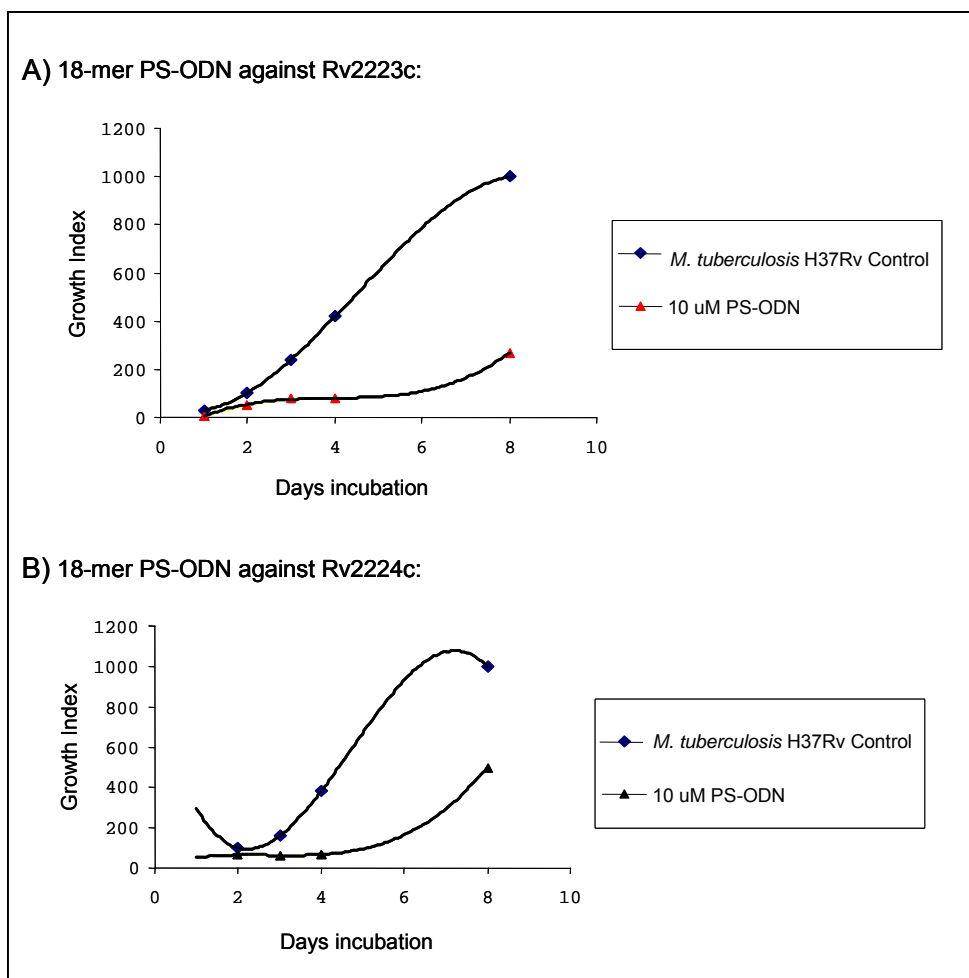 A) 18-mer PS-ODN against Rv2223c:
1200
1000
800
600
400
200
0
0 2 4 6 8 10
Growth Index
Days incubation
M. tuberculosis H37Rv Control
10 uM PS-ODN
B) 18-mer PS-ODN against Rv2224c:
1200
1000
800
600
400
200
0
0 2 4 6 8 10
Growth Index
Days incubation
M. tuberculosis H37Rv Control
10 uM PS-ODN